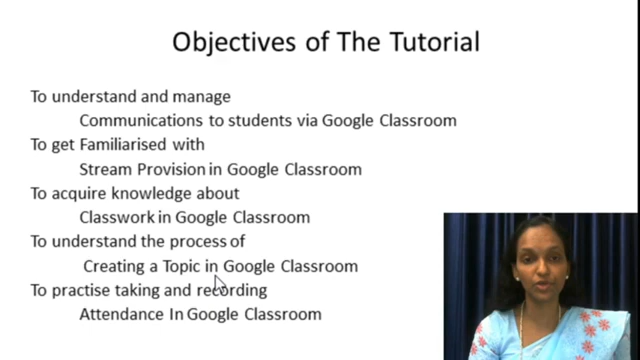 Objectives of The Tutorial
To understand and manage
Communications to students via Google Classroom
To get Familiarised with
Stream Provision in Google Classroom
To acquire knowledge about
Classwork in Google Classroom
To understand the process of
Creating a Topic in Google Classroom
To practise taking and recording
Attendance In Google Classroom